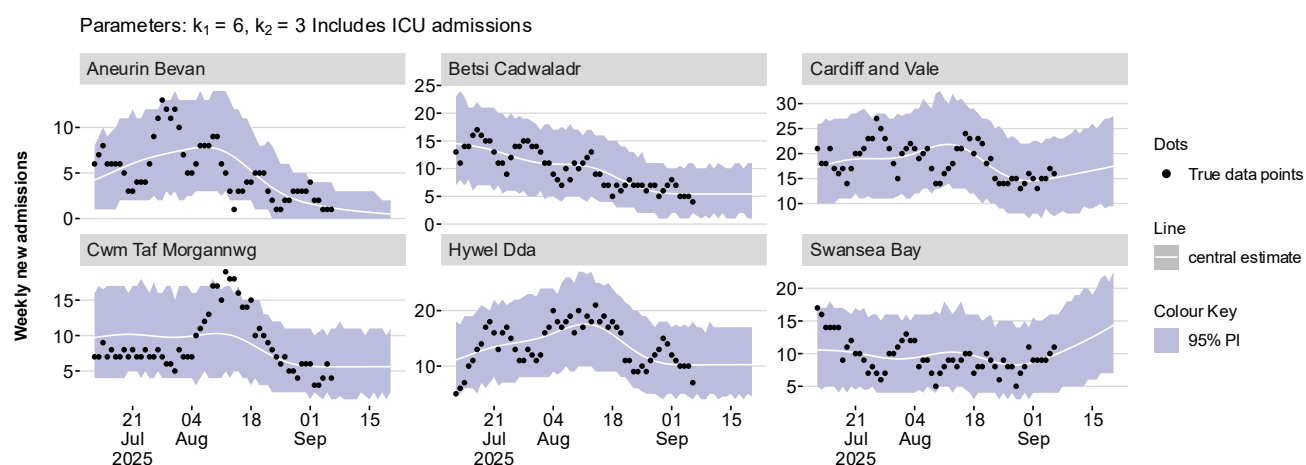 Parameters: k₁ = 6, k₂ = 3 Includes ICU admissions
Aneurin Bevan
Betsi Cadwaladr
Cardiff and Vale
10
5
0
25
20
15
10
5
0
30
25
20
15
10
Weekly new admissions
Cwm Taf Morgannwg
Hywel Dda
Swansea Bay
15
10
5
20
10
20
15
10
5
21 04 18 01 15
Jul Aug Sep
2025
21 04 18 01 15
Jul Aug Sep
2025
21 04 18 01 15
Jul Aug Sep
2025
Dots
True data points
Line
central estimate
Colour Key
95% PI